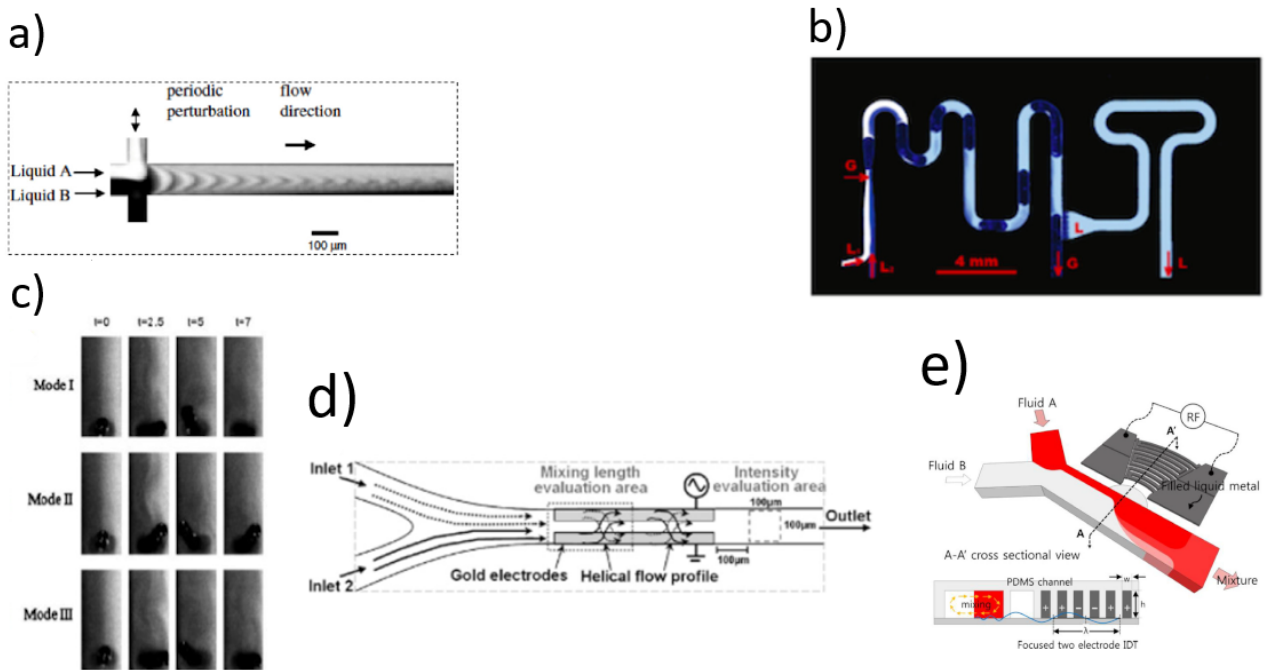 a)
periodic perturbation
flow direction
Liquid A
Liquid B
100 μm
b)
G
L₂
4 mm
G
L
L
c)
t=0 t=2.5 t=5 t=7
Mode I
Mode II
Mode III
d)
Inlet 1
Mixing length evaluation area
Intensity evaluation area
100μm
100μm
Outlet
100μm
Gold electrodes
Helical flow profile
Inlet 2
e)
Fluid A
RF
A'
Fluid B
Filled liquid metal
A
A-A' cross sectional view
Mixture
PDMS channel
w
mixing
+ + − − + +
h
λ
Focused two electrode IDT